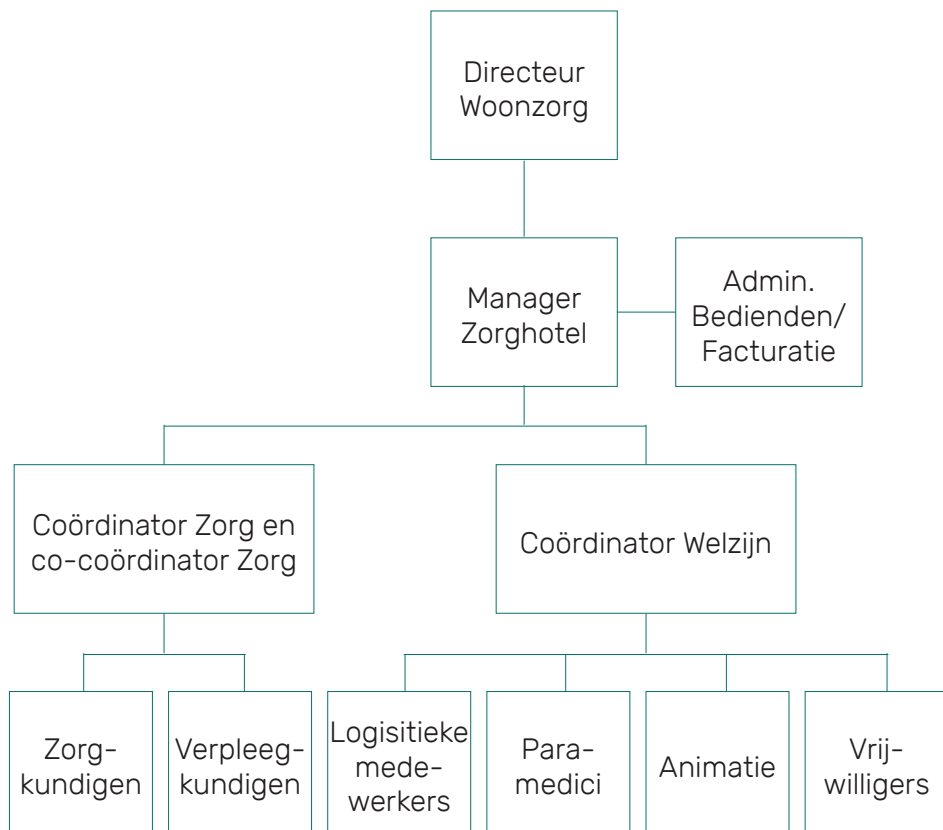 Directeur
Woonzorg
Manager
Zorghotel
Admin.
Bedienden/
Facturatie
Coördinator Zorg en
co-coördinator Zorg
Coördinator Welzijn
Zorg-
kundigen
Verpleeg-
kundigen
Logisitieke
mede-
werkers
Para-
medici
Animatie
Vrij-
willigers